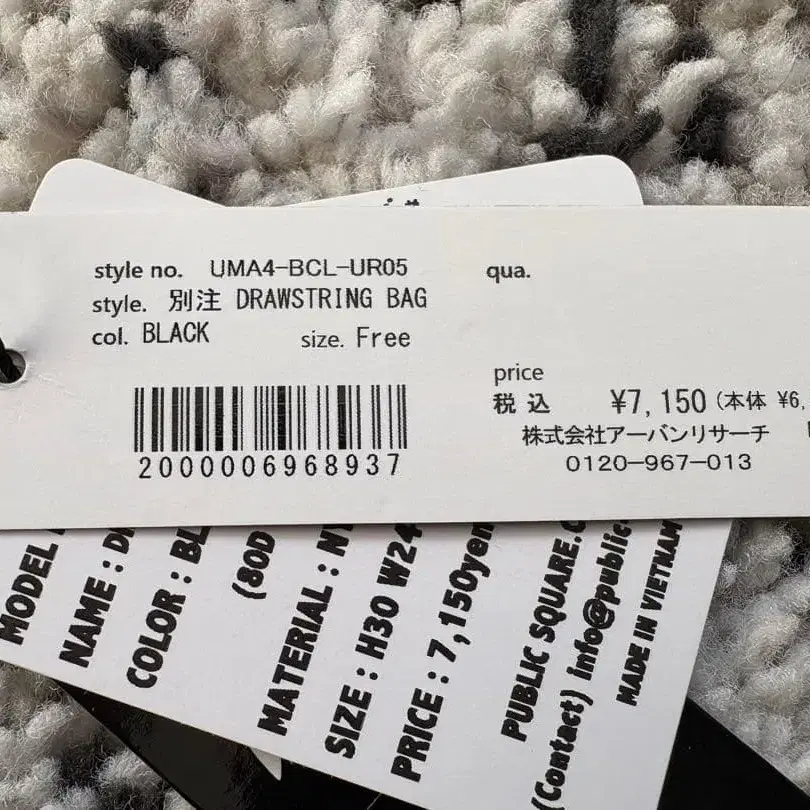 style no. UMA4-BCL-UR05
qua.
style. 別注 DRAWSTRING BAG
col. BLACK
size. Free
price
税込 ¥7,150 (本体 ¥6,
株式会社アーバンリサーチ
0120-967-013
2000006968937
MODEL
NAME :
COLOR : BL
(80D
MATERIAL : NY
SIZE : H30 W24
PRICE : 7,150yen
PUBLIC SQUARE.
(Contact) info@public-
MADE IN VIETNAM